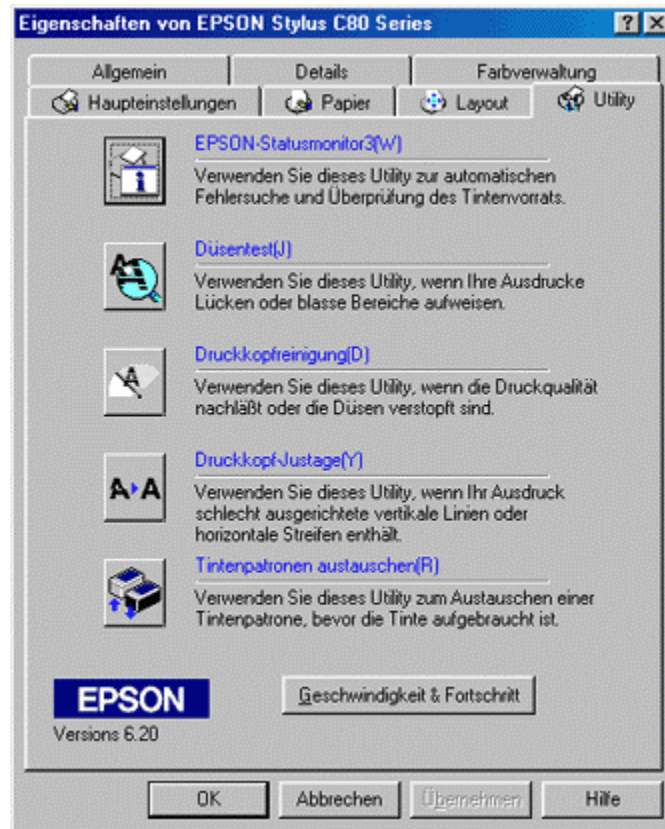 Eigenschaften von EPSON Stylus C80 Series
Allgemein Details Farbverwaltung
Haupteinstellungen Papier Layout Utility
EPSON-Statusmonitor3(W)
Verwenden Sie dieses Utility zur automatischen
Fehlersuche und Überprüfung des Tintenvorrats.
Düsentest(J)
Verwenden Sie dieses Utility, wenn Ihre Ausdrucke
Lücken oder blasse Bereiche aufweisen.
Druckkopfreinigung(D)
Verwenden Sie dieses Utility, wenn die Druckqualität
nachläßt oder die Düsen verstopft sind.
Druckkopf-Justage(Y)
Verwenden Sie dieses Utility, wenn Ihr Ausdruck
schlecht ausgerichtete vertikale Linien oder
horizontale Streifen enthält.
Tintenpatronen austauschen(R)
Verwenden Sie dieses Utility zum Austauschen einer
Tintenpatrone, bevor die Tinte aufgebraucht ist.
EPSON
Geschwindigkeit & Fortschritt
Versions 6.20
OK Abbrechen Übernehmen Hilfe